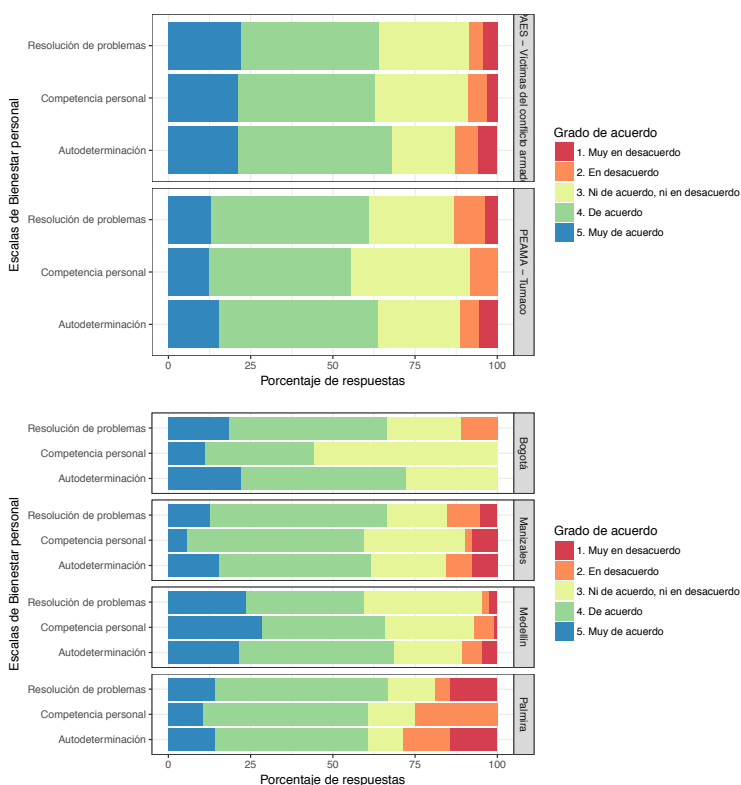 Escalas de Bienestar personal
Resolución de problemas
Competencia personal
Autodeterminación
PAES − Víctimas del conflicto armado
Resolución de problemas
Competencia personal
Autodeterminación
PEAMA − Tumaco
0 25 50 75 100
Porcentaje de respuestas
Grado de acuerdo
1. Muy en desacuerdo
2. En desacuerdo
3. Ni de acuerdo, ni en desacuerdo
4. De acuerdo
5. Muy de acuerdo
Escalas de Bienestar personal
Resolución de problemas
Competencia personal
Autodeterminación
Bogotá
Resolución de problemas
Competencia personal
Autodeterminación
Manizales
Resolución de problemas
Competencia personal
Autodeterminación
Medellín
Resolución de problemas
Competencia personal
Autodeterminación
Palmira
0 25 50 75 100
Porcentaje de respuestas
Grado de acuerdo
1. Muy en desacuerdo
2. En desacuerdo
3. Ni de acuerdo, ni en desacuerdo
4. De acuerdo
5. Muy de acuerdo